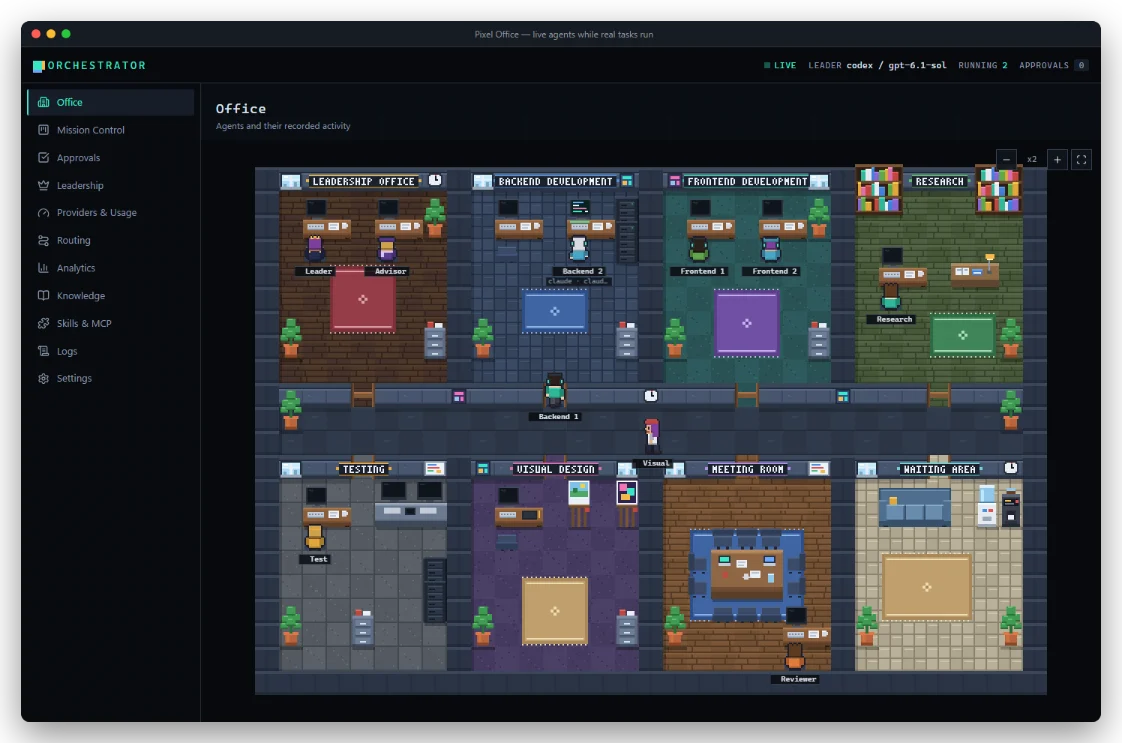 Pixel Office — live agents while real tasks run
ORCHESTRATOR
LIVE LEADER codex / gpt-6.1-sol RUNNING 2 APPROVALS 0
Office
Mission Control
Approvals
Leadership
Providers & Usage
Routing
Analytics
Knowledge
Skills & MCP
Logs
Settings
Office
Agents and their recorded activity
− x2 +
LEADERSHIP OFFICE
BACKEND DEVELOPMENT
FRONTEND DEVELOPMENT
RESEARCH
Leader
Advisor
Backend 2
claude · claud…
Frontend 1
Frontend 2
Research
Backend 1
Visual
TESTING
VISUAL DESIGN
MEETING ROOM
WAITING AREA
Test
Reviewer